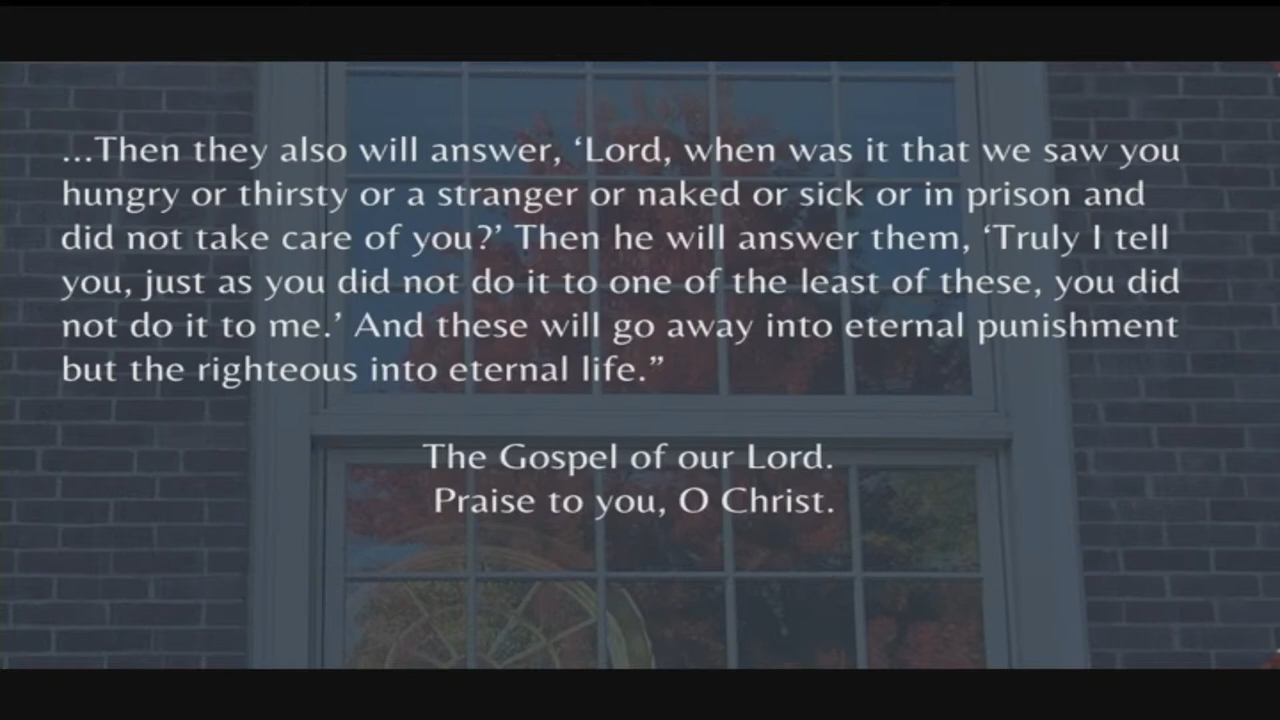 ...Then they also will answer, ‘Lord, when was it that we saw you
hungry or thirsty or a stranger or naked or sick or in prison and
did not take care of you?’ Then he will answer them, ‘Truly I tell
you, just as you did not do it to one of the least of these, you did
not do it to me.’ And these will go away into eternal punishment
but the righteous into eternal life.”
The Gospel of our Lord.
Praise to you, O Christ.